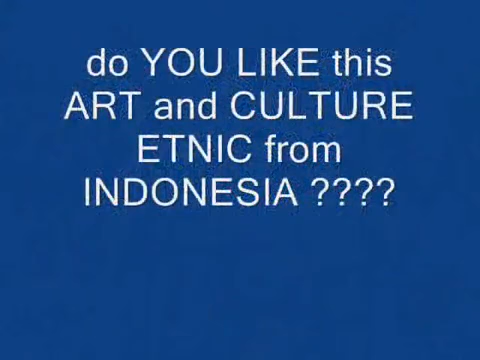 do YOU LIKE this
ART and CULTURE
ETNIC from
INDONESIA ????